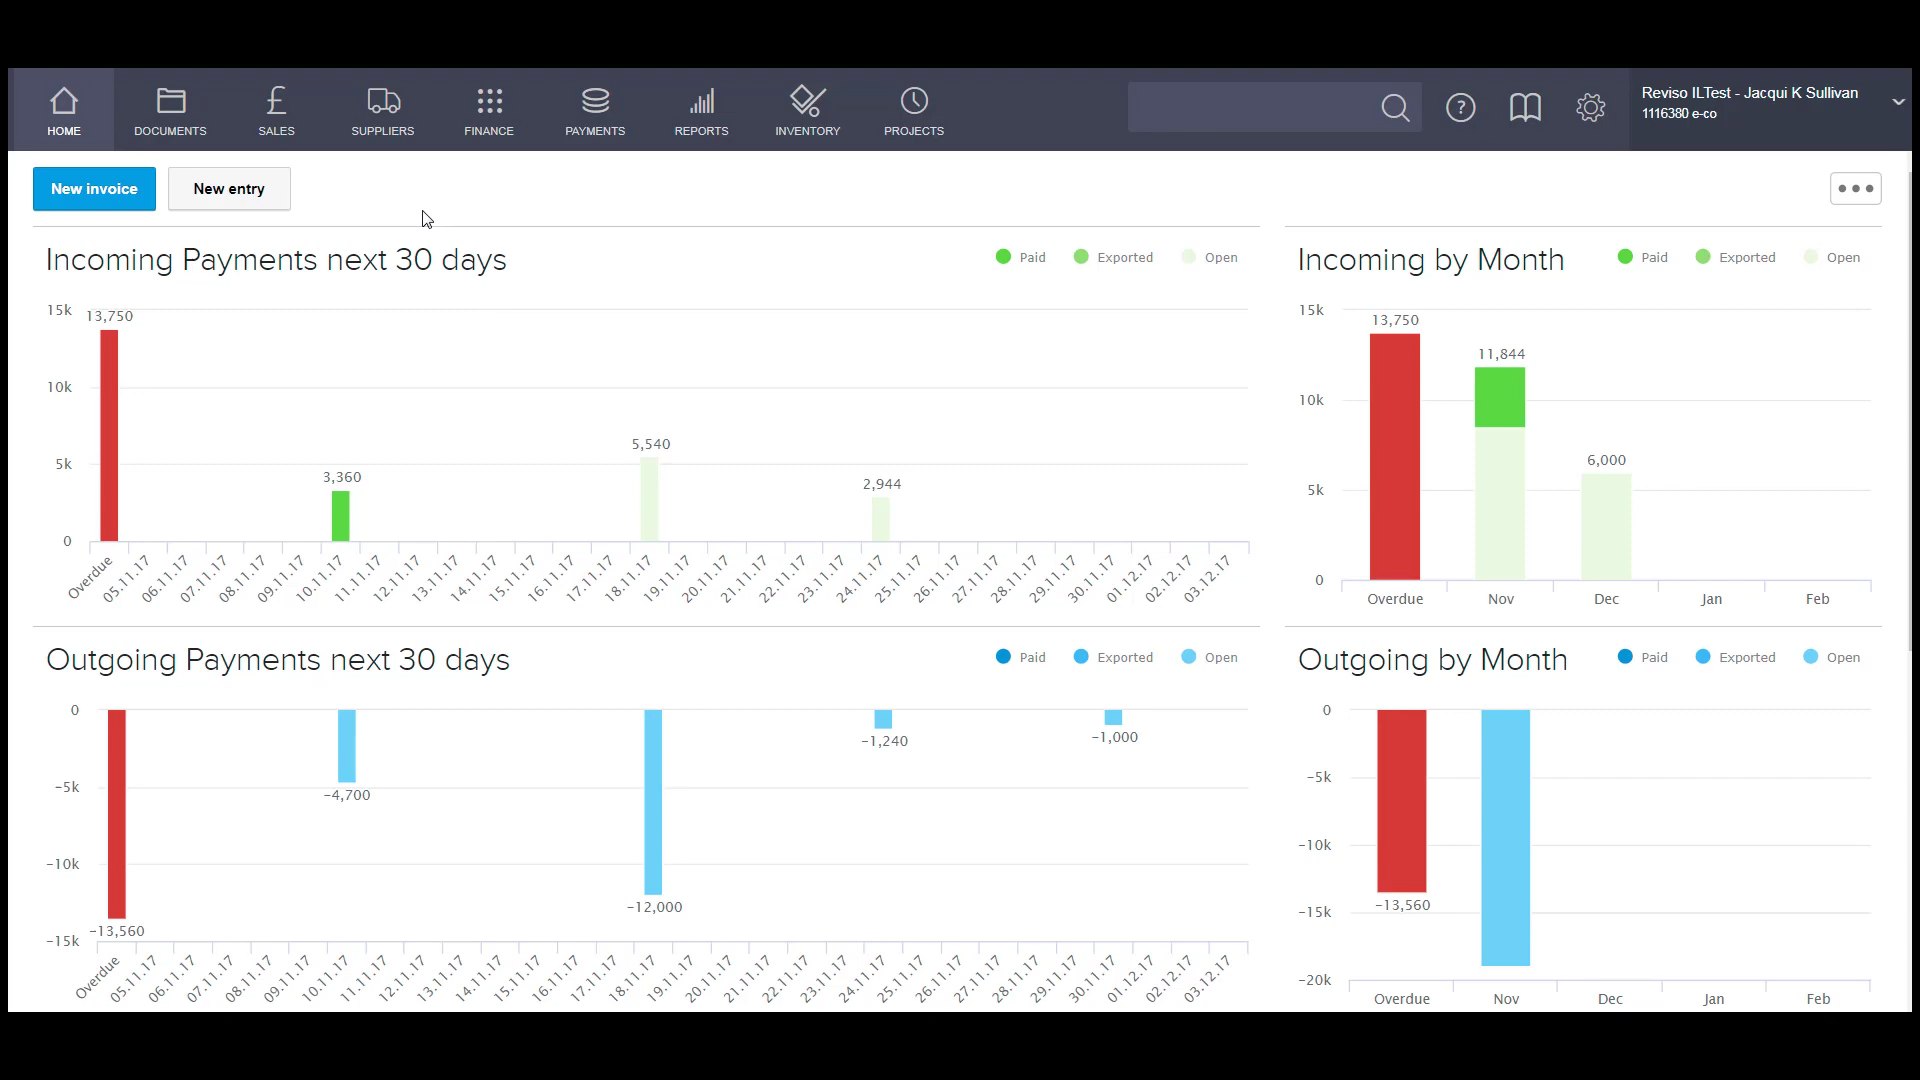 HOME DOCUMENTS SALES SUPPLIERS FINANCE PAYMENTS REPORTS INVENTORY PROJECTS
?
Reviso ILTest - Jacqui K Sullivan
1116380 e-co
New invoice New entry
Incoming Payments next 30 days
Paid Exported Open
15k
10k
5k
0
13,750
3,360
5,540
2,944
Overdue 05.11.17 06.11.17 07.11.17 08.11.17 09.11.17 10.11.17 11.11.17 12.11.17 13.11.17 14.11.17 15.11.17 16.11.17 17.11.17 18.11.17 19.11.17 20.11.17 21.11.17 22.11.17 23.11.17 24.11.17 25.11.17 26.11.17 27.11.17 28.11.17 29.11.17 30.11.17 01.12.17 02.12.17 03.12.17
Incoming by Month
Paid Exported Open
15k
10k
5k
0
13,750
11,844
6,000
Overdue Nov Dec Jan Feb
Outgoing Payments next 30 days
Paid Exported Open
0
-5k
-10k
-15k
-13,560
-4,700
-12,000
-1,240
-1,000
Overdue 05.11.17 06.11.17 07.11.17 08.11.17 09.11.17 10.11.17 11.11.17 12.11.17 13.11.17 14.11.17 15.11.17 16.11.17 17.11.17 18.11.17 19.11.17 20.11.17 21.11.17 22.11.17 23.11.17 24.11.17 25.11.17 26.11.17 27.11.17 28.11.17 29.11.17 30.11.17 01.12.17 02.12.17 03.12.17
Outgoing by Month
Paid Exported Open
0
-5k
-10k
-15k
-20k
-13,560
Overdue Nov Dec Jan Feb